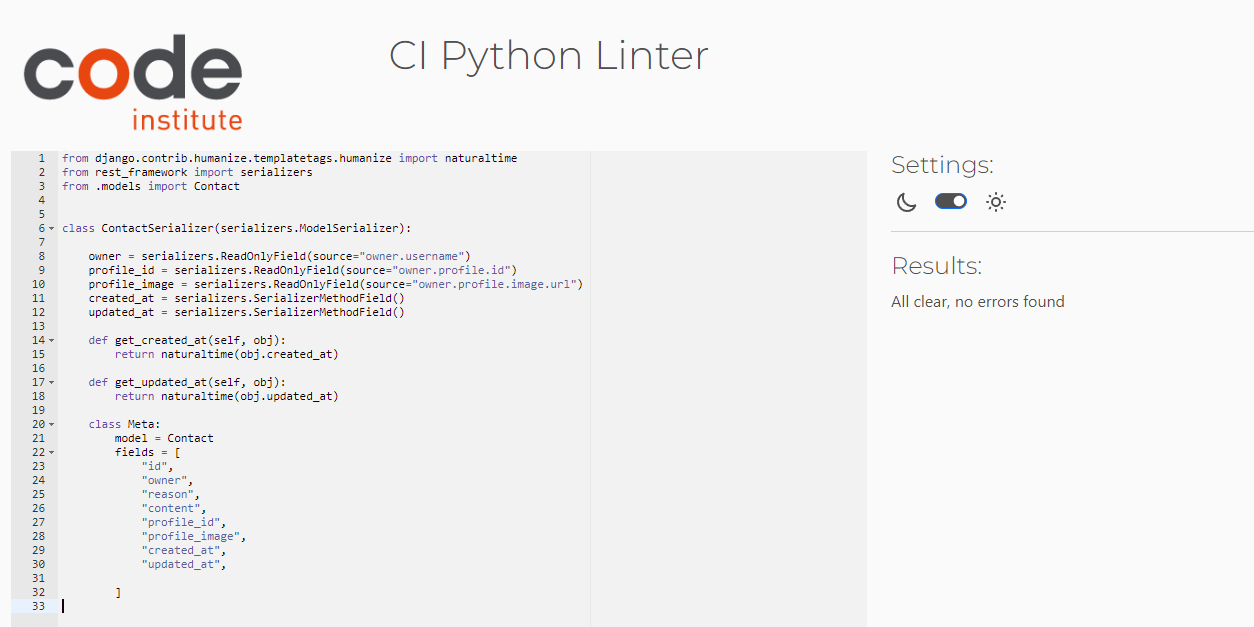 code
institute
CI Python Linter
1 from django.contrib.humanize.templatetags.humanize import naturaltime
2 from rest_framework import serializers
3 from .models import Contact
4
5
6 class ContactSerializer(serializers.ModelSerializer):
7
8     owner = serializers.ReadOnlyField(source="owner.username")
9     profile_id = serializers.ReadOnlyField(source="owner.profile.id")
10     profile_image = serializers.ReadOnlyField(source="owner.profile.image.url")
11     created_at = serializers.SerializerMethodField()
12     updated_at = serializers.SerializerMethodField()
13
14     def get_created_at(self, obj):
15         return naturaltime(obj.created_at)
16
17     def get_updated_at(self, obj):
18         return naturaltime(obj.updated_at)
19
20     class Meta:
21         model = Contact
22         fields = [
23             "id",
24             "owner",
25             "reason",
26             "content",
27             "profile_id",
28             "profile_image",
29             "created_at",
30             "updated_at",
31
32         ]
33
Settings:
Results:
All clear, no errors found